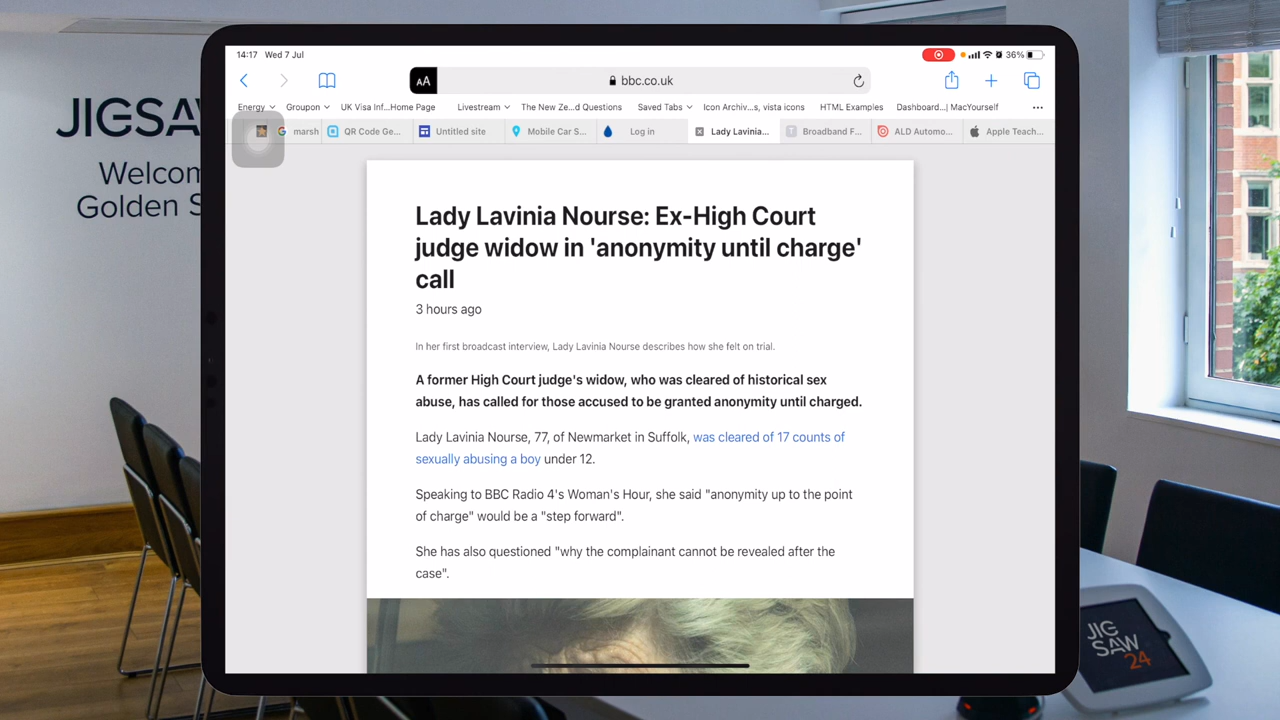 JIGSA
Welcom
Golden S
14:17 Wed 7 Jul
36%
AA
bbc.co.uk
Energy
Groupon
UK Visa Inf...Home Page
Livestream
The New Ze...d Questions
Saved Tabs
Icon Archiv...s, vista icons
HTML Examples
Dashboard...| MacYourself
marsh
QR Code Ge...
Untitled site
Mobile Car S...
Log in
Lady Lavinia...
Broadband F...
ALD Automo...
Apple Teach...
Lady Lavinia Nourse: Ex-High Court
judge widow in 'anonymity until charge'
call
3 hours ago
In her first broadcast interview, Lady Lavinia Nourse describes how she felt on trial.
A former High Court judge's widow, who was cleared of historical sex
abuse, has called for those accused to be granted anonymity until charged.
Lady Lavinia Nourse, 77, of Newmarket in Suffolk, was cleared of 17 counts of
sexually abusing a boy under 12.
Speaking to BBC Radio 4's Woman's Hour, she said "anonymity up to the point
of charge" would be a "step forward".
She has also questioned "why the complainant cannot be revealed after the
case".
JIG
SAW
24